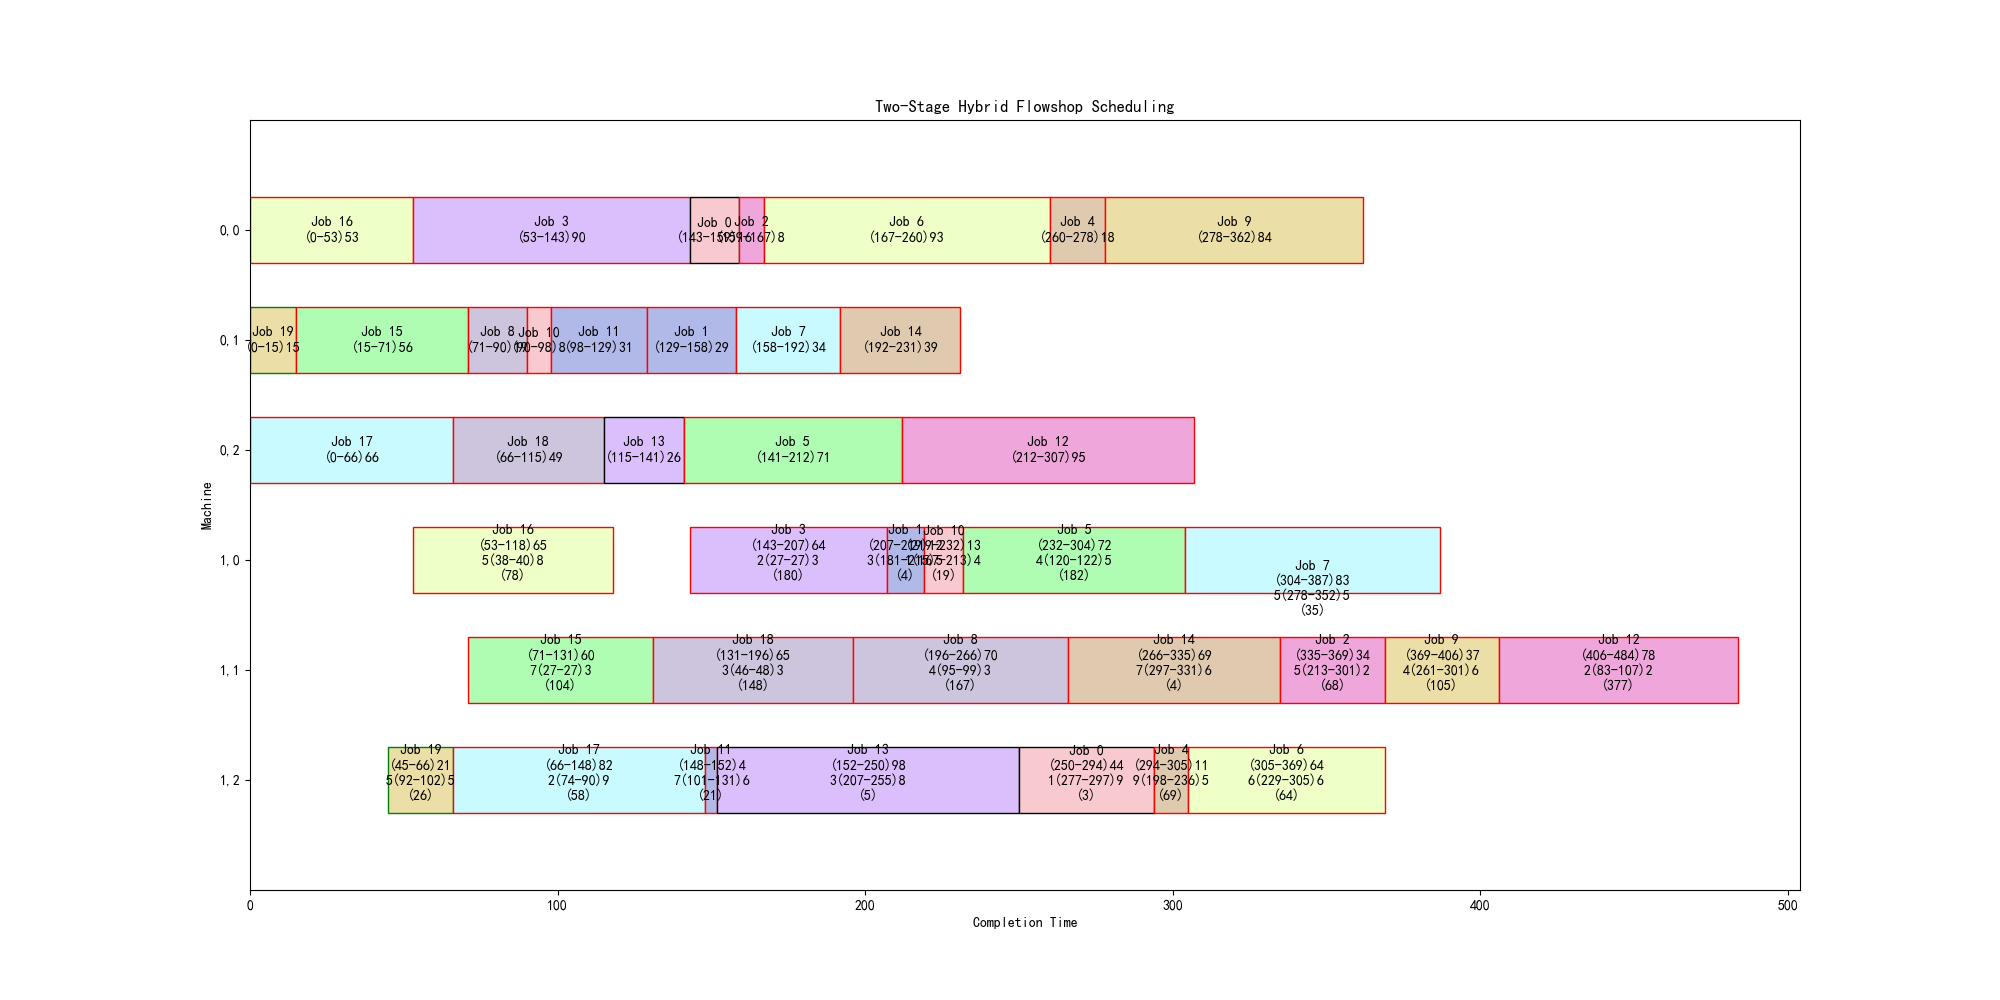 Two-Stage Hybrid Flowshop Scheduling
Machine
0,0
Job 16
(0-53)53
Job 3
(53-143)90
Job 0
Job 2
(159-167)8
Job 6
(167-260)93
Job 4
(260-278)18
Job 9
(278-362)84
0,1
Job 19
(0-15)15
Job 15
(15-71)56
Job 8
(71-90)19
Job 10
(90-98)8
Job 11
(98-129)31
Job 1
(129-158)29
Job 7
(158-192)34
Job 14
(192-231)39
0,2
Job 17
(0-66)66
Job 18
(66-115)49
Job 13
(115-141)26
Job 5
(141-212)71
Job 12
(212-307)95
1,0
Job 16
(53-118)65
5(38-40)8
(78)
Job 3
(143-207)64
2(27-27)3
(180)
Job 1
(4)
Job 10
(219-232)13
(19)
Job 5
(232-304)72
4(120-122)5
(182)
Job 7
(304-387)83
5(278-352)5
(35)
1,1
Job 15
(71-131)60
7(27-27)3
(104)
Job 18
(131-196)65
3(46-48)3
(148)
Job 8
(196-266)70
4(95-99)3
(167)
Job 14
(266-335)69
7(297-331)6
(4)
Job 2
(335-369)34
5(213-301)2
(68)
Job 9
(369-406)37
4(261-301)6
(105)
Job 12
(406-484)78
2(83-107)2
(377)
1,2
Job 19
(45-66)21
5(92-102)5
(26)
Job 17
(66-148)82
2(74-90)9
(58)
Job 11
(148-152)4
7(101-131)6
(21)
Job 13
(152-250)98
3(207-255)8
(5)
Job 0
(250-294)44
1(277-297)9
(3)
Job 4
(294-305)11
9(198-236)5
(69)
Job 6
(305-369)64
6(229-305)6
(64)
0
100
200
300
400
500
Completion Time